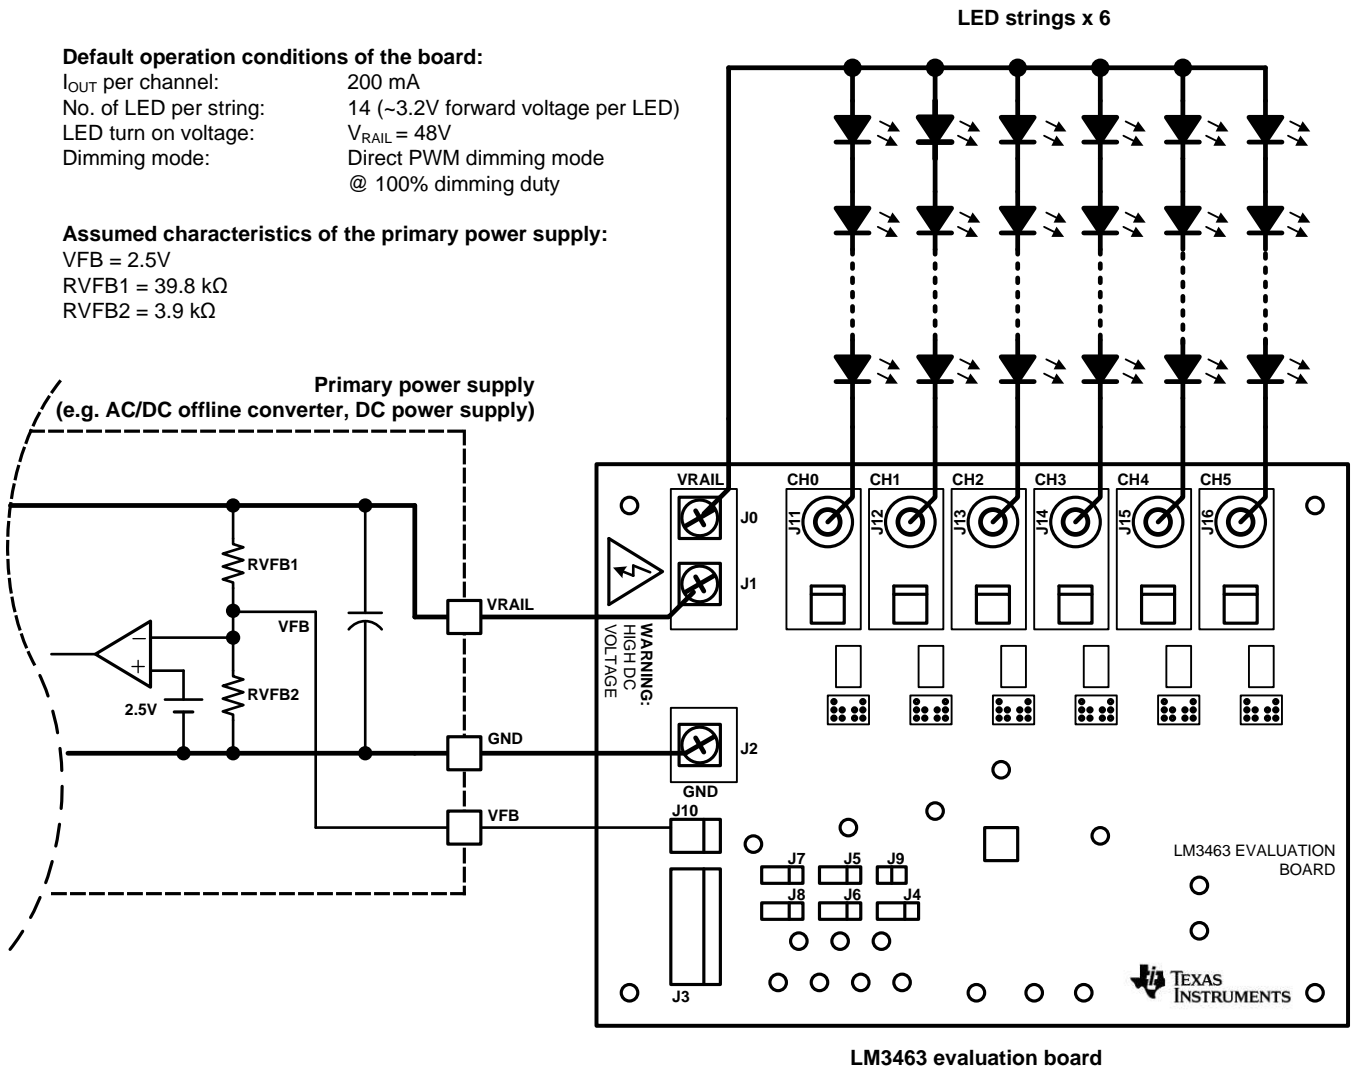 LED strings x 6
Default operation conditions of the board:
IOUT per channel: 200 mA
No. of LED per string: 14 (~3.2V forward voltage per LED)
LED turn on voltage: VRAIL = 48V
Dimming mode: Direct PWM dimming mode
@ 100% dimming duty
Assumed characteristics of the primary power supply:
VFB = 2.5V
RVFB1 = 39.8 kΩ
RVFB2 = 3.9 kΩ
Primary power supply
(e.g. AC/DC offline converter, DC power supply)
VRAIL
CH0
CH1
CH2
CH3
CH4
CH5
J0
J11
J12
J13
J14
J15
J16
J1
RVFB1
VRAIL
VFB
−
+
WARNING:
HIGH DC
VOLTAGE
RVFB2
2.5V
GND
J2
GND
VFB
J10
J7
J5
J9
J8
J6
J4
LM3463 EVALUATION
BOARD
J3
TEXAS
INSTRUMENTS
LM3463 evaluation board